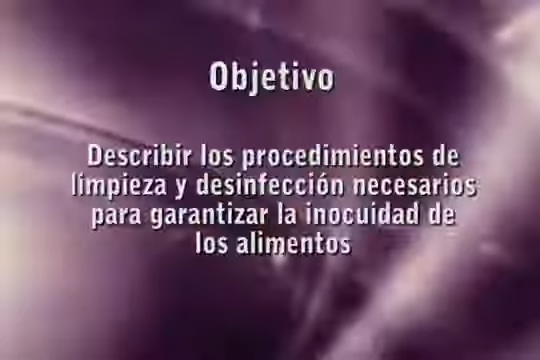 Objetivo
Describir los procedimientos de
limpieza y desinfección necesarios
para garantizar la inocuidad de
los alimentos